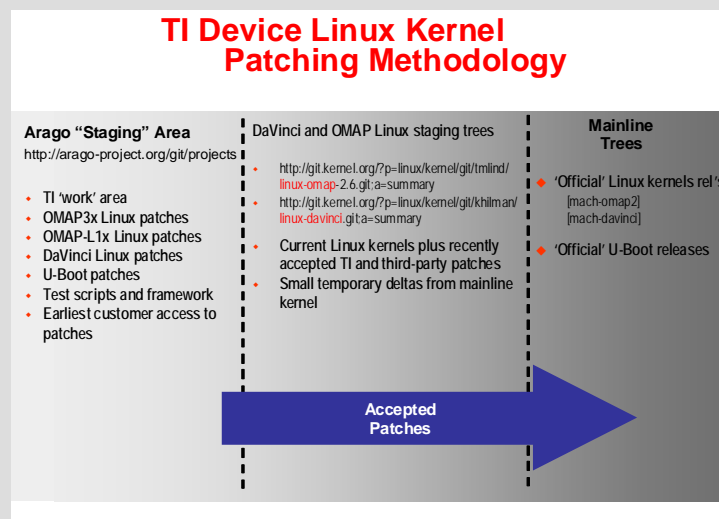 TI Device Linux Kernel
Patching Methodology
Arago “Staging” Area
http://arago-project.org/git/projects
TI ‘work’ area
OMAP3x Linux patches
OMAP-L1x Linux patches
DaVinci Linux patches
U-Boot patches
Test scripts and framework
Earliest customer access to
patches
DaVinci and OMAP Linux staging trees
http://git.kernel.org/?p=linux/kernel/git/tmlind/
linux-omap-2.6.git;a=summary
http://git.kernel.org/?p=linux/kernel/git/khilman/
linux-davinci.git;a=summary
Current Linux kernels plus recently
accepted TI and third-party patches
Small temporary deltas from mainline
kernel
Mainline
Trees
‘Official’ Linux kernels rel’s
[mach-omap2]
[mach-davinci]
‘Official’ U-Boot releases
Accepted
Patches